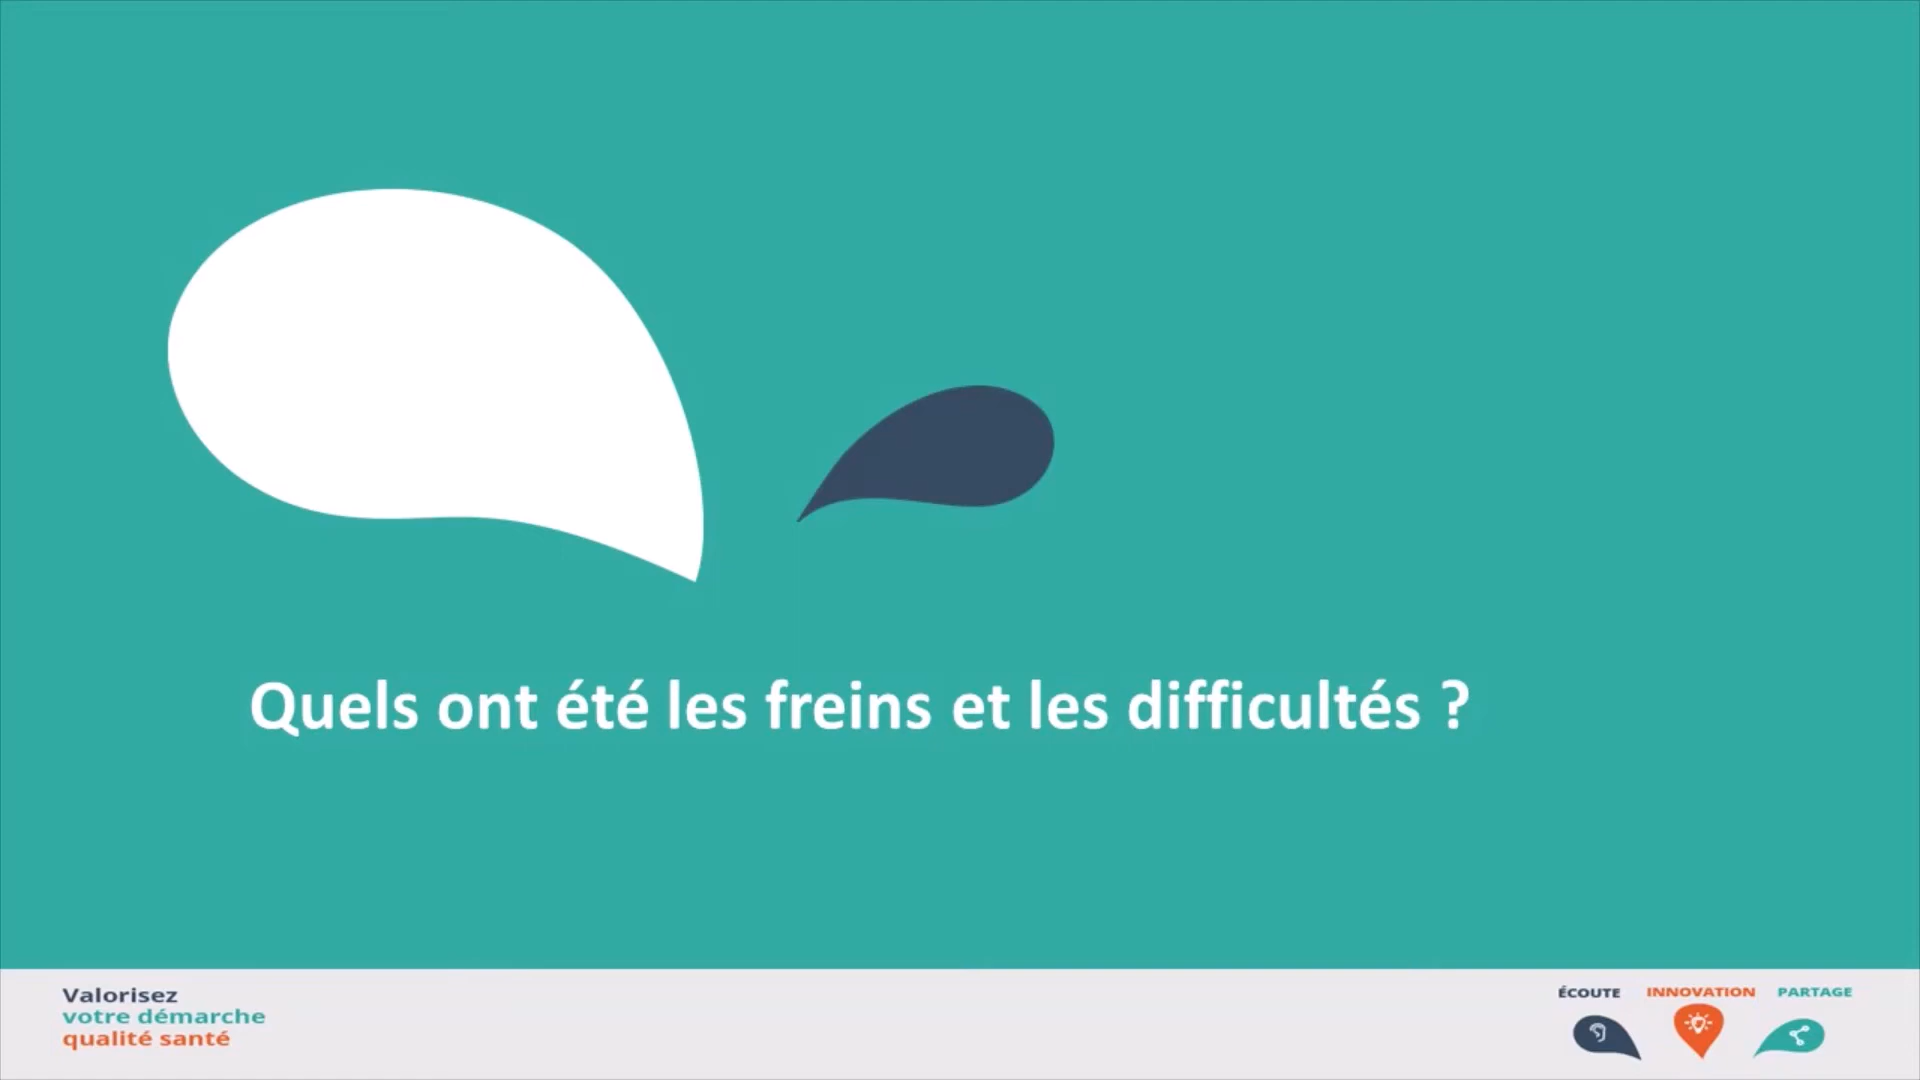 Quels ont été les freins et les difficultés ?
Valorisez
votre démarche
qualité santé
ÉCOUTE INNOVATION PARTAGE